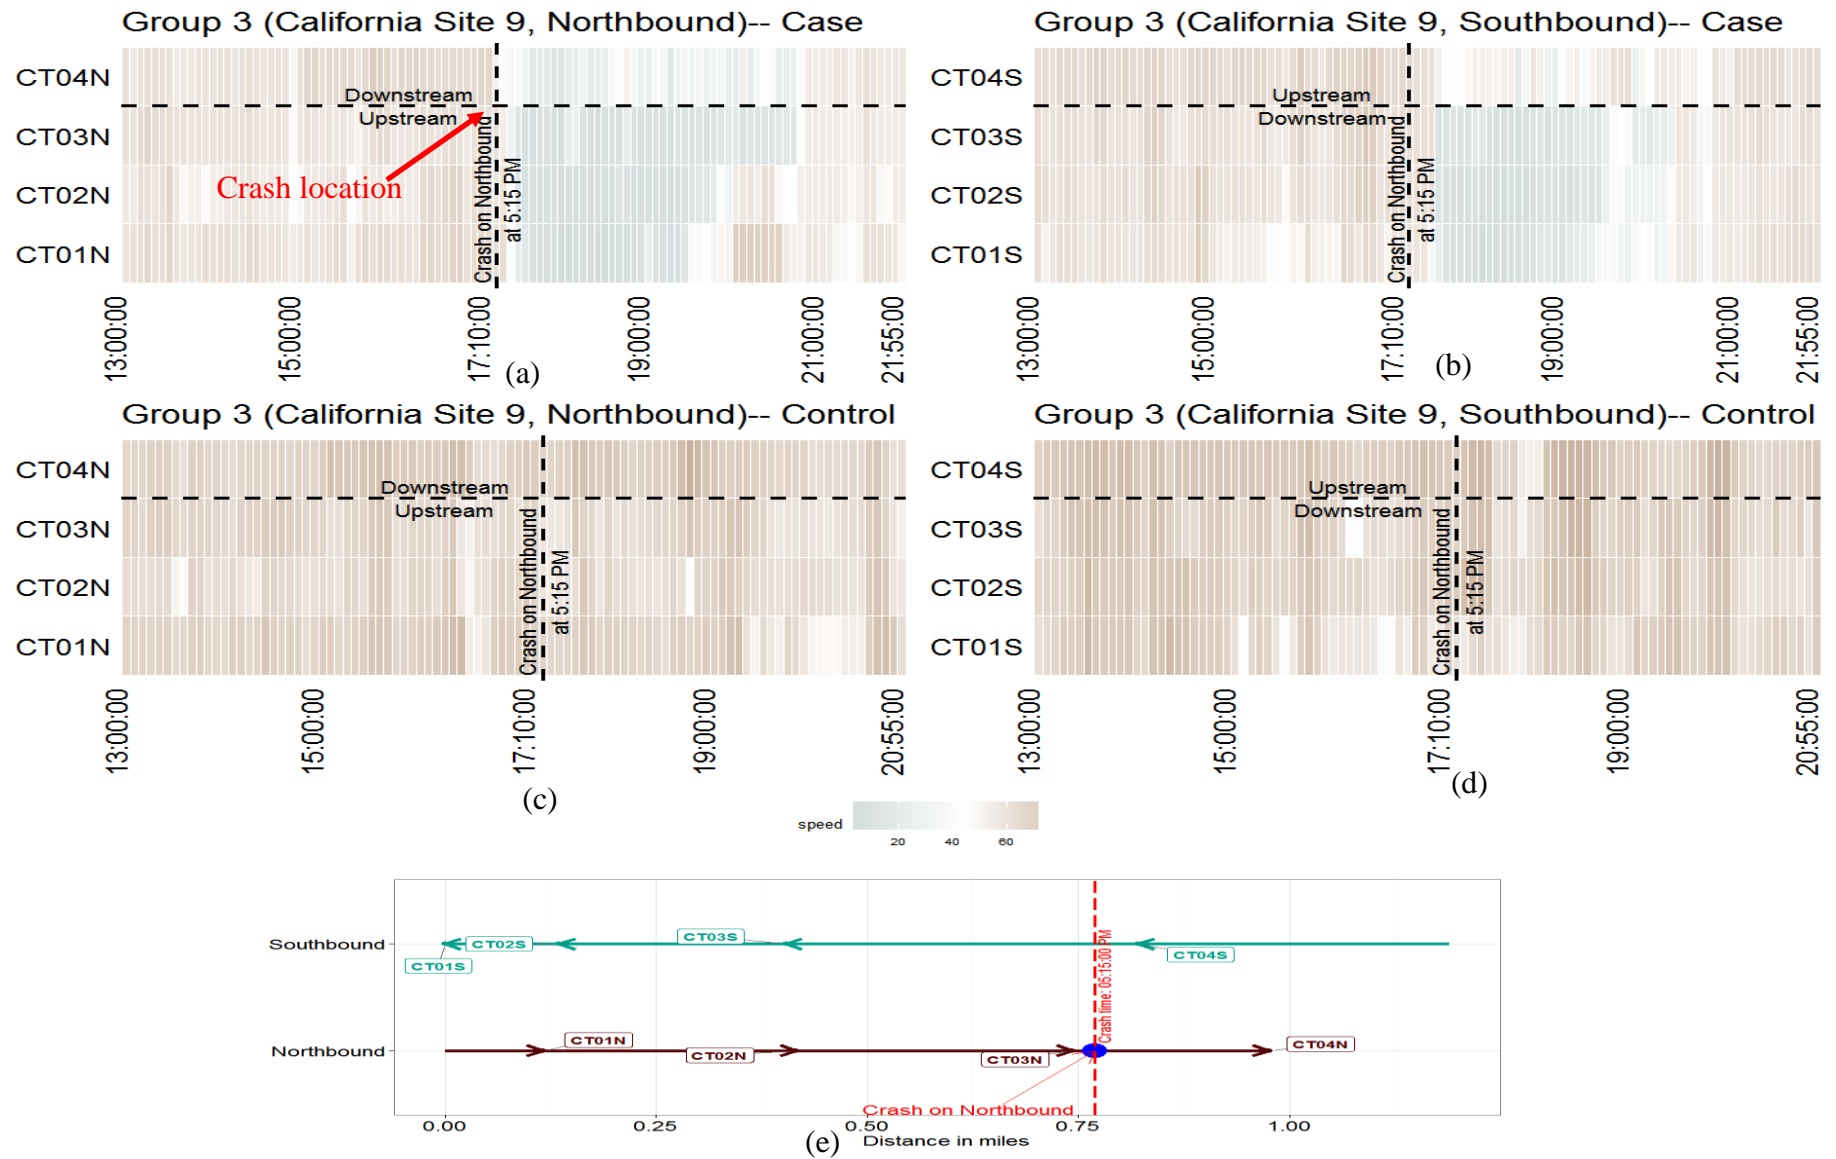 Group 3 (California Site 9, Northbound)-- Case
CT04N
CT03N
CT02N
CT01N
Downstream
Upstream
Crash location
Crash on Northbound
at 5:15 PM
13:00:00
15:00:00
17:10:00
19:00:00
21:00:00
21:55:00
(a)
Group 3 (California Site 9, Southbound)-- Case
CT04S
CT03S
CT02S
CT01S
Upstream
Downstream
Crash on Northbound
at 5:15 PM
13:00:00
15:00:00
17:10:00
19:00:00
21:00:00
21:55:00
(b)
Group 3 (California Site 9, Northbound)-- Control
CT04N
CT03N
CT02N
CT01N
Downstream
Upstream
Crash on Northbound
at 5:15 PM
13:00:00
15:00:00
17:10:00
19:00:00
20:55:00
(c)
Group 3 (California Site 9, Southbound)-- Control
CT04S
CT03S
CT02S
CT01S
Upstream
Downstream
Crash on Northbound
at 5:15 PM
13:00:00
15:00:00
17:10:00
19:00:00
20:55:00
(d)
speed
20 40 60
Southbound
Northbound
CT01S
CT02S
CT03S
CT04S
Crash time: 05:15:00 PM
CT01N
CT02N
CT03N
CT04N
Crash on Northbound
0.00 0.25 0.50 0.75 1.00
Distance in miles
(e)